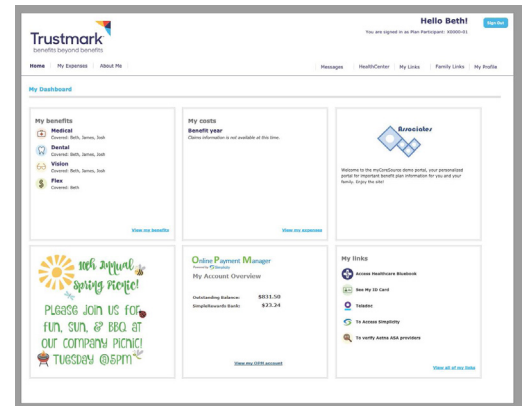 Hello Beth!
Sign Out
Trustmark
benefits beyond benefits
You are signed in as Plan Participant: X0000-01
Home My Expenses About Me
Messages HealthCenter My Links Family Links My Profile
My Dashboard
My benefits
Medical
Covered: Beth, James, Josh
Dental
Covered: Beth, James, Josh
Vision
Covered: Beth, James, Josh
Flex
Covered: Beth
View my benefits
My costs
Benefit year
Claims information is not available at this time.
View my expenses
Associates
Welcome to the myCoreSource demo portal, your personalized
portal for important benefit plan information for you and your
family. Enjoy the site!
10th Annual
Spring Picnic!
PLEASE JOIN US FOR
FUN, SUN, & BBQ AT
OUR COMPANY PICNIC!
TUESDAY @5PM
Online Payment Manager
Powered by Simplicity
My Account Overview
Outstanding Balance: $831.50
SimpleRewards Bank: $23.24
View my OPM account
My links
Access Healthcare Bluebook
See My ID Card
Teladoc
To Access Simplicity
To verify Aetna ASA providers
View all of my links